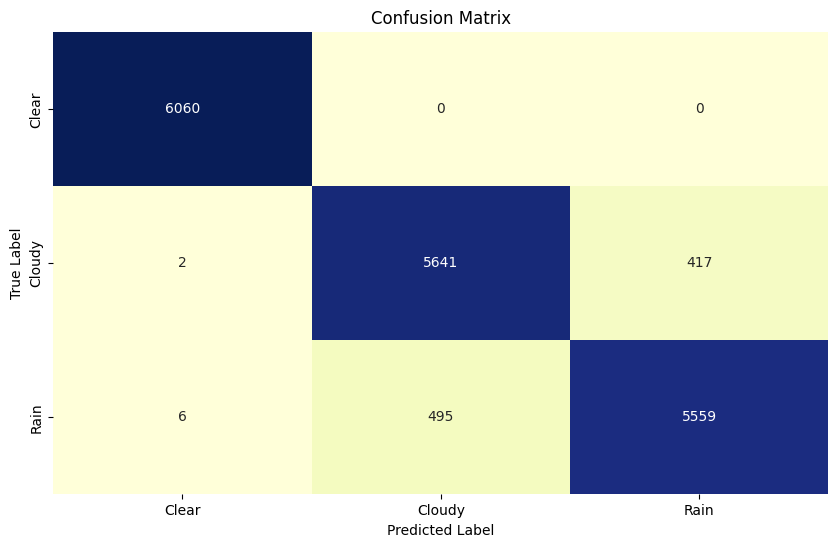 Confusion Matrix
True Label
Clear
6060 0 0
Cloudy
2 5641 417
Rain
6 495 5559
Clear Cloudy Rain
Predicted Label